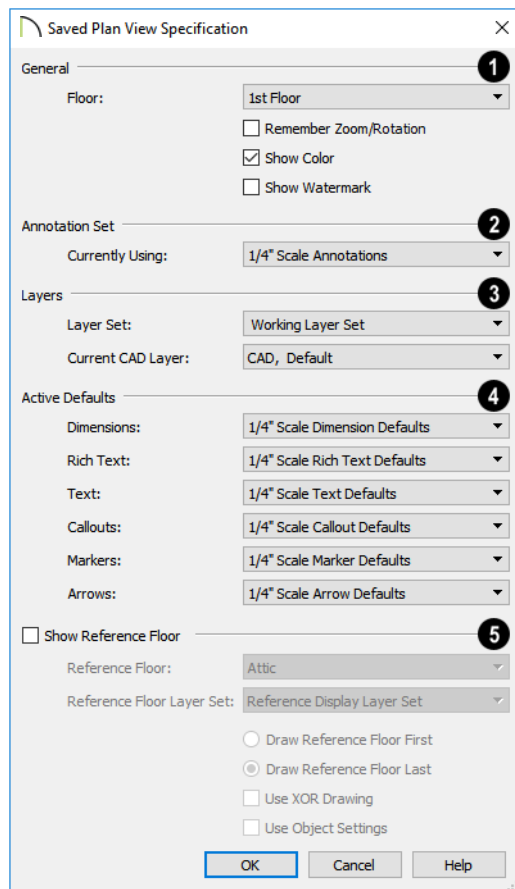 Saved Plan View Specification
General 1
Floor: 1st Floor
Remember Zoom/Rotation
Show Color
Show Watermark
Annotation Set 2
Currently Using: 1/4" Scale Annotations
Layers 3
Layer Set: Working Layer Set
Current CAD Layer: CAD, Default
Active Defaults 4
Dimensions: 1/4" Scale Dimension Defaults
Rich Text: 1/4" Scale Rich Text Defaults
Text: 1/4" Scale Text Defaults
Callouts: 1/4" Scale Callout Defaults
Markers: 1/4" Scale Marker Defaults
Arrows: 1/4" Scale Arrow Defaults
Show Reference Floor 5
Reference Floor: Attic
Reference Floor Layer Set: Reference Display Layer Set
Draw Reference Floor First
Draw Reference Floor Last
Use XOR Drawing
Use Object Settings
OK Cancel Help